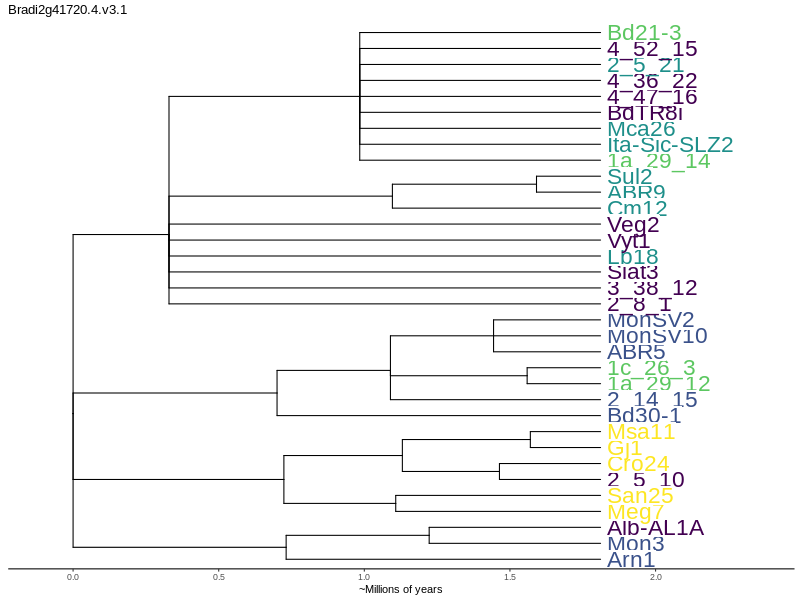 Bradi2g41720.4.v3.1
Bd21-3
4_52_15
2_5_21
4_36_22
4_47_16
BdTR8i
Mca26
Ita-Sic-SLZ2
1a_29_14
Sul2
ABR9
Cm12
Veg2
Vyt1
Lb18
Slat3
3_38_12
2_8_1
MonSV2
MonSV10
ABR5
1c_26_3
1a_29_12
2_14_15
Bd30-1
Msa11
Gj1
Cro24
2_5_10
San25
Meg7
Alb-AL1A
Mon3
Arn1
0.0 0.5 1.0 1.5 2.0
~Millions of years